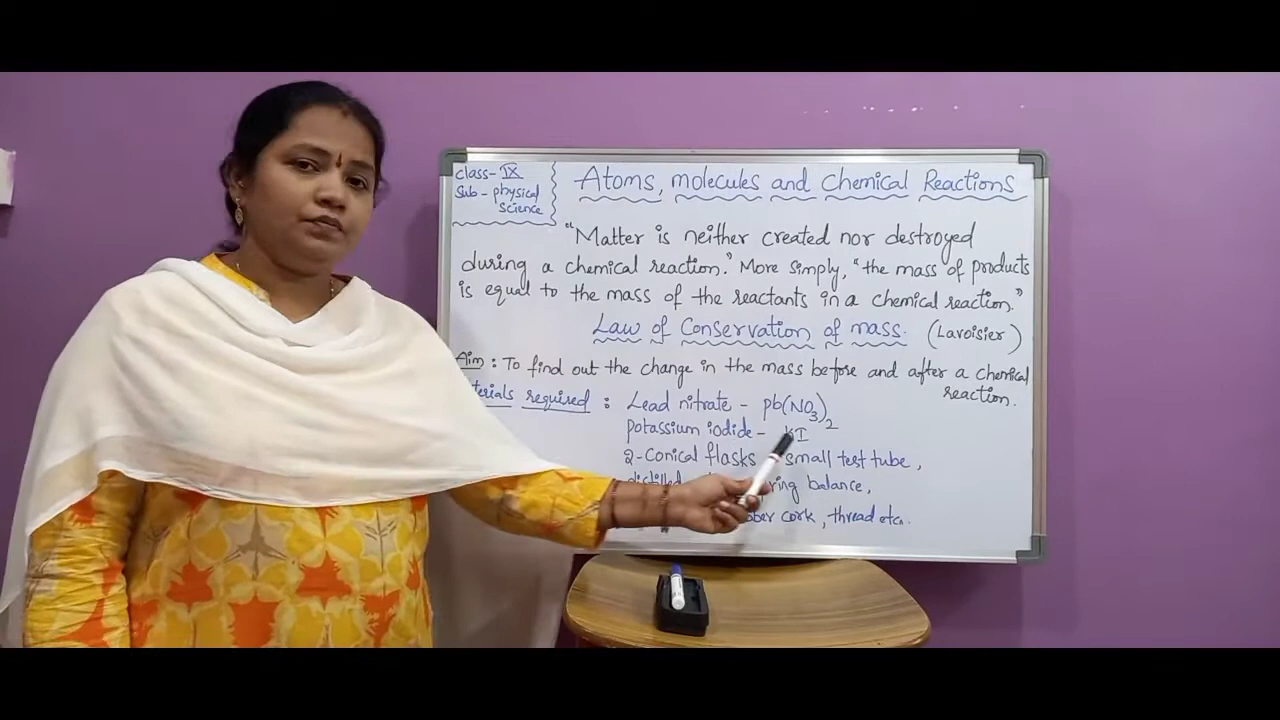 class- IX
Sub - physical
Science
Atoms, molecules and Chemical Reactions
"Matter is neither created nor destroyed
during a chemical reaction." More simply, "the mass of products
is equal to the mass of the reactants in a chemical reaction."
Law of Conservation of mass. (Lavoisier)
Aim : To find out the change in the mass before and after a chemical
reaction.
required : Lead nitrate - pb(NO3)2
potassium iodide - KI
2-Conical flasks small test tube,
distilled balance,
cork, thread etc.